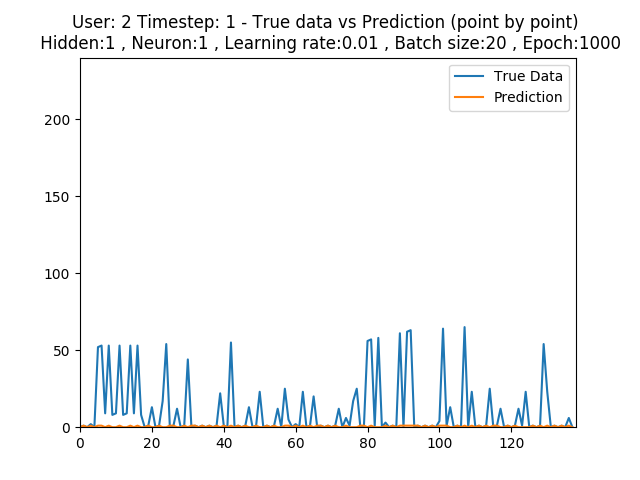 User: 2 Timestep: 1 - True data vs Prediction (point by point)
Hidden:1 , Neuron:1 , Learning rate:0.01 , Batch size:20 , Epoch:1000
True Data
Prediction
200
150
100
50
0
0 20 40 60 80 100 120